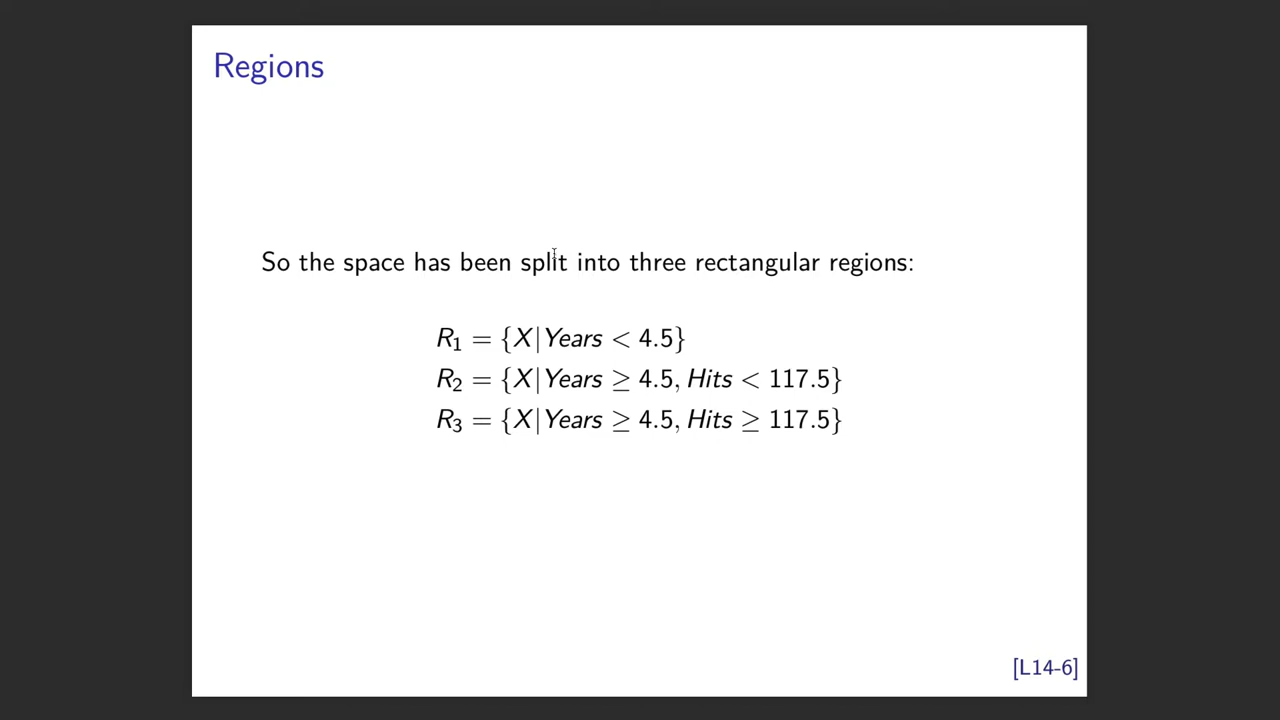 Regions
So the space has been split into three rectangular regions:
R₁ = {X|Years < 4.5}
R₂ = {X|Years ≥ 4.5, Hits < 117.5}
R₃ = {X|Years ≥ 4.5, Hits ≥ 117.5}
[L14-6]